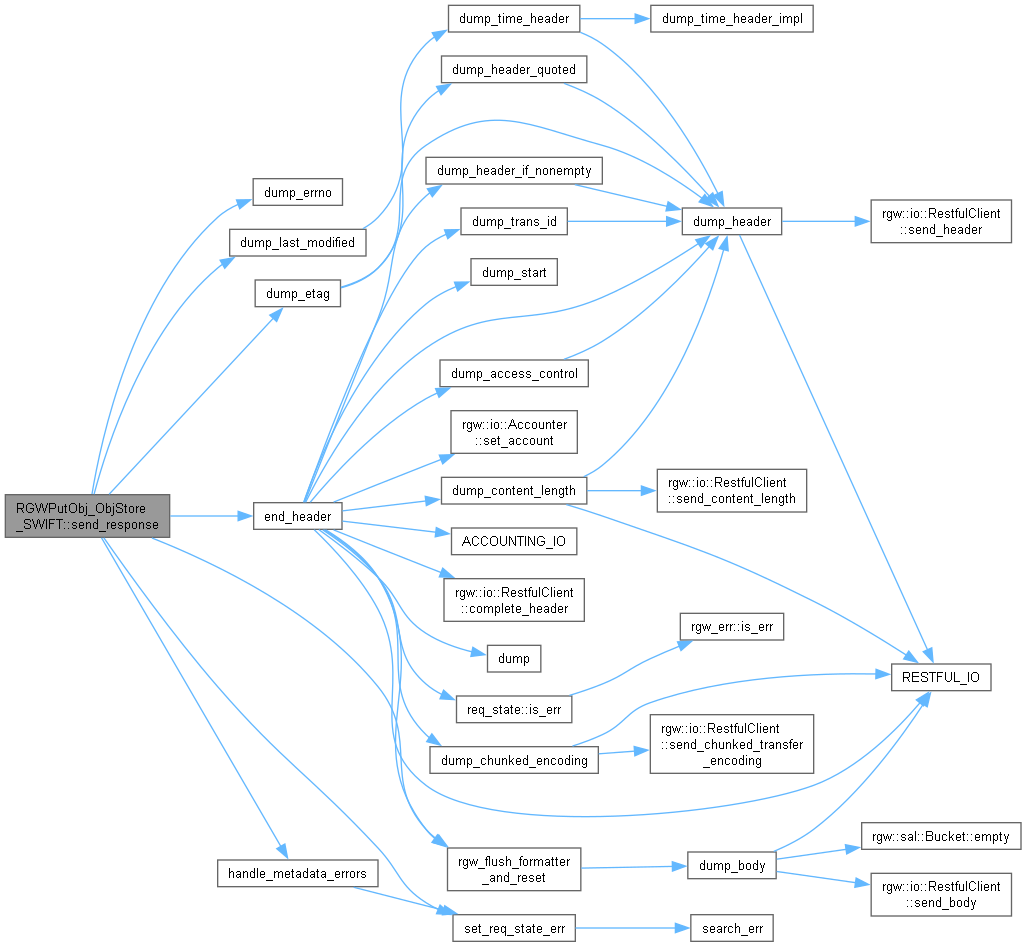 RGWPutObj_ObjStore
_SWIFT::send_response
dump_errno
dump_last_modified
dump_etag
end_header
handle_metadata_errors
dump_time_header
dump_header_quoted
dump_header_if_nonempty
dump_trans_id
dump_start
dump_access_control
rgw::io::Accounter
::set_account
dump_content_length
ACCOUNTING_IO
rgw::io::RestfulClient
::complete_header
dump
req_state::is_err
dump_chunked_encoding
rgw_flush_formatter
_and_reset
set_req_state_err
dump_time_header_impl
dump_header
rgw::io::RestfulClient
::send_content_length
rgw_err::is_err
rgw::io::RestfulClient
::send_chunked_transfer
_encoding
dump_body
search_err
rgw::io::RestfulClient
::send_header
RESTFUL_IO
rgw::sal::Bucket::empty
rgw::io::RestfulClient
::send_body